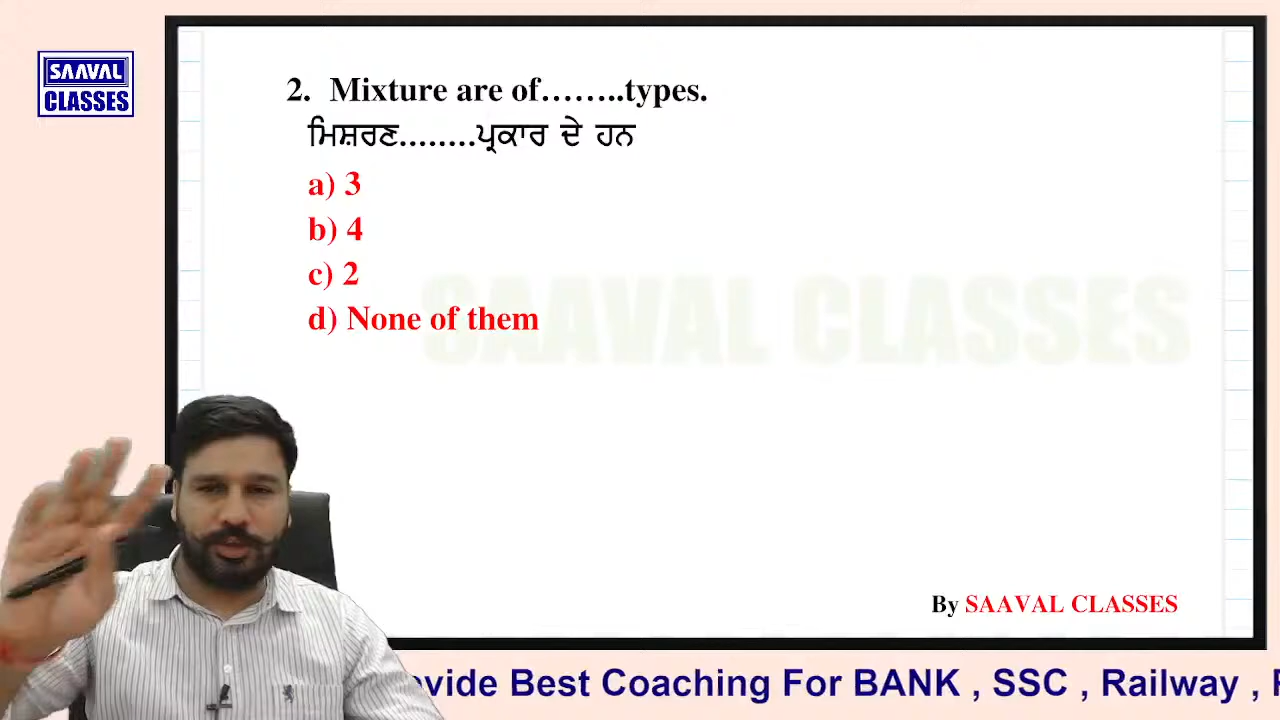 SAAVAL
CLASSES
2. Mixture are of........types.
ਮਿਸ਼ਰਣ........ਪ੍ਰਕਾਰ ਦੇ ਹਨ
a) 3
b) 4
c) 2
d) None of them
SAAVAL CLASSES
By SAAVAL CLASSES
Best Coaching For BANK , SSC , Railway ,